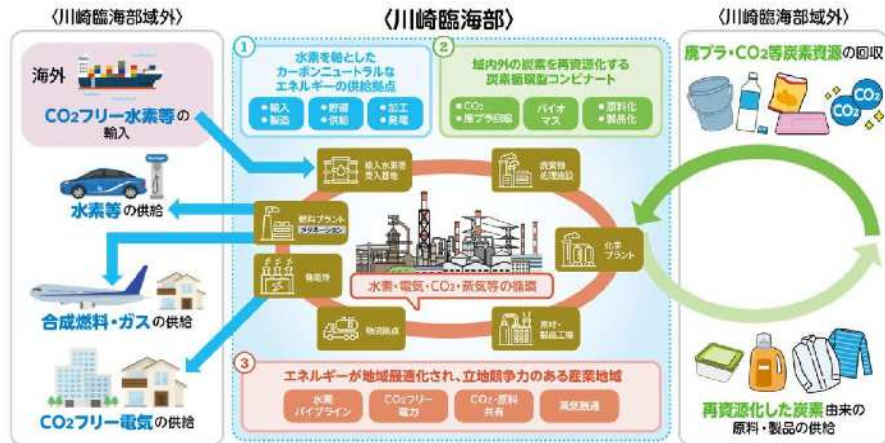 〈川崎臨海部域外〉
海外
CO2フリー水素等の
輸入
水素等の供給
合成燃料・ガスの供給
CO2フリー電気の供給
〈川崎臨海部〉
①
水素を軸とした
カーボンニュートラルな
エネルギーの供給拠点
●輸入 ●貯蔵 ●加工
●製造 ●供給 ●発電
②
域内外の炭素を再資源化する
炭素循環型コンビナート
●CO2 バイオ ●原料化
●廃プラ回収 マス ●製品化
輸入水素等
受入基地
廃棄物
処理施設
燃料プラント
メタネーション
化学
プラント
発電所
水素・電気・CO2・蒸気等の循環
物流拠点
素材・
製品工場
③
エネルギーが地域最適化され、立地競争力のある産業地域
水素
パイプライン
CO2フリー
電力
CO2・原料
共有
蒸気融通
〈川崎臨海部域外〉
廃プラ・CO2等炭素資源の回収
CO2
CO2
再資源化した炭素由来の
原料・製品の供給